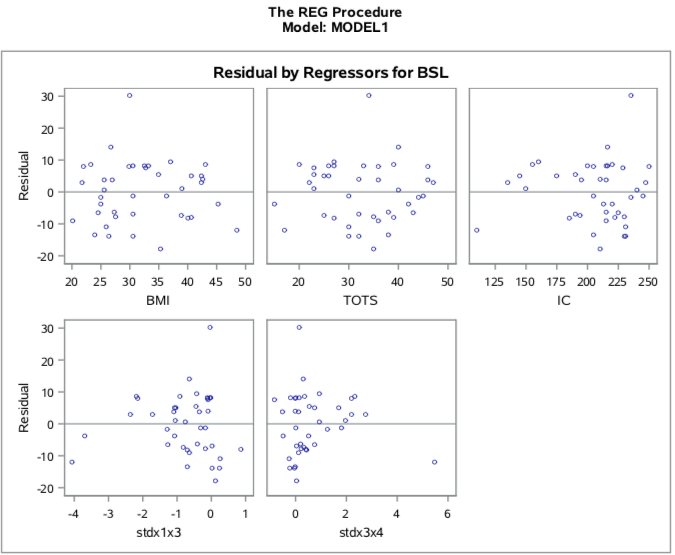 The REG Procedure
Model: MODEL1
Residual by Regressors for BSL
Residual
30
20
10
0
-10
-20
20 25 30 35 40 45 50
BMI
20 30 40 50
TOTS
125 150 175 200 225 250
IC
Residual
30
20
10
0
-10
-20
-4 -3 -2 -1 0 1
stdx1x3
0 2 4 6
stdx3x4